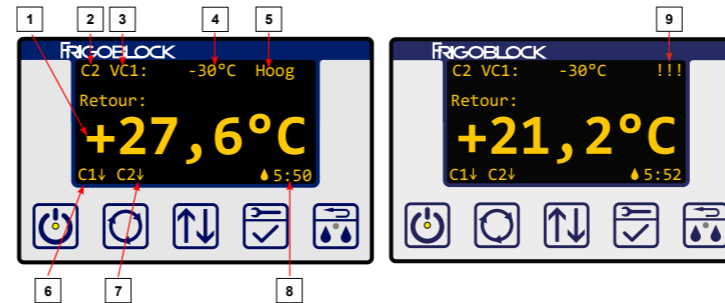 1 2 3 4 5
FRIGOBLOCK
C2 VC1: -30°C Hoog
Retour:
+27,6°C
C1↓ C2↓ 5:50
6 7 8
9
FRIGOBLOCK
C2 VC1: -30°C !!!
Retour:
+21,2°C
C1↓ C2↓ 5:52